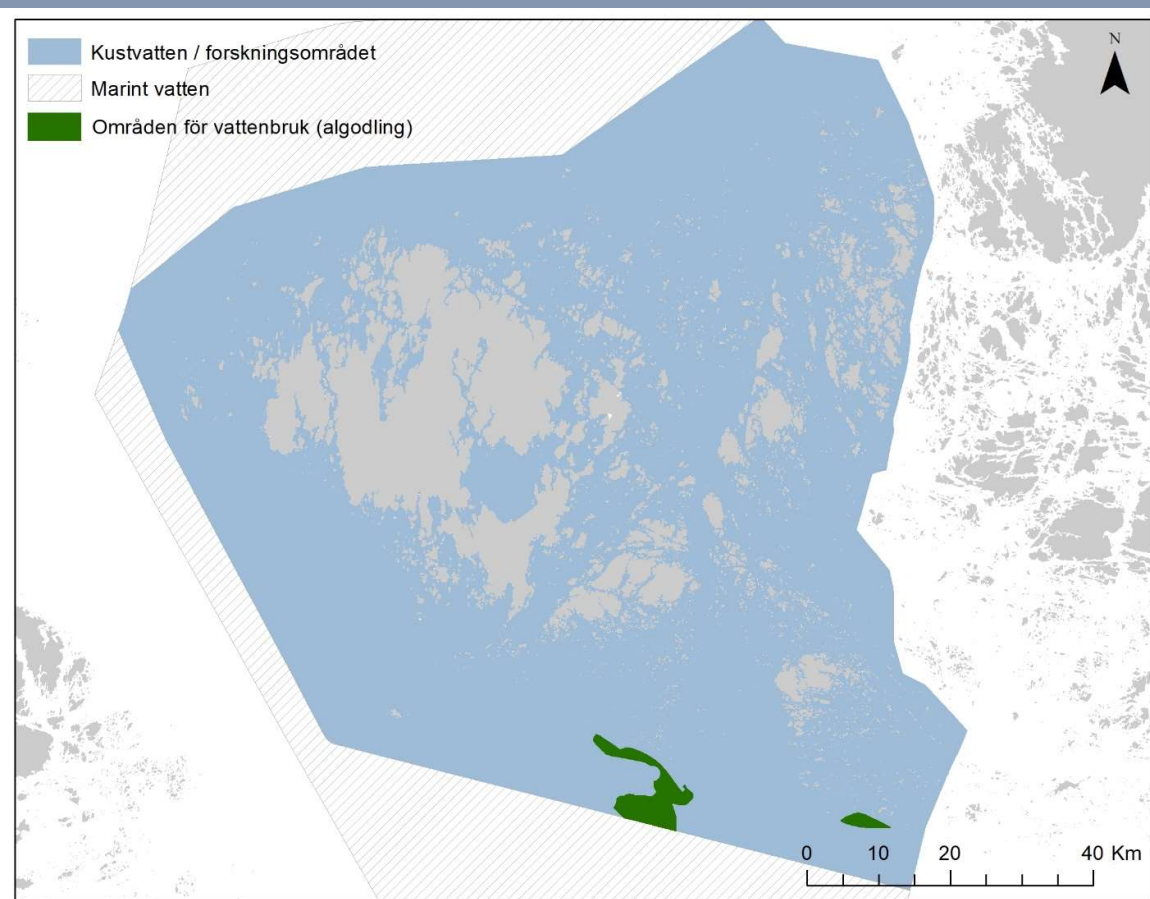 Kustvatten / forskningsområdet
Marint vatten
Områden för vattenbruk (algodling)
N
0 10 20 40 Km